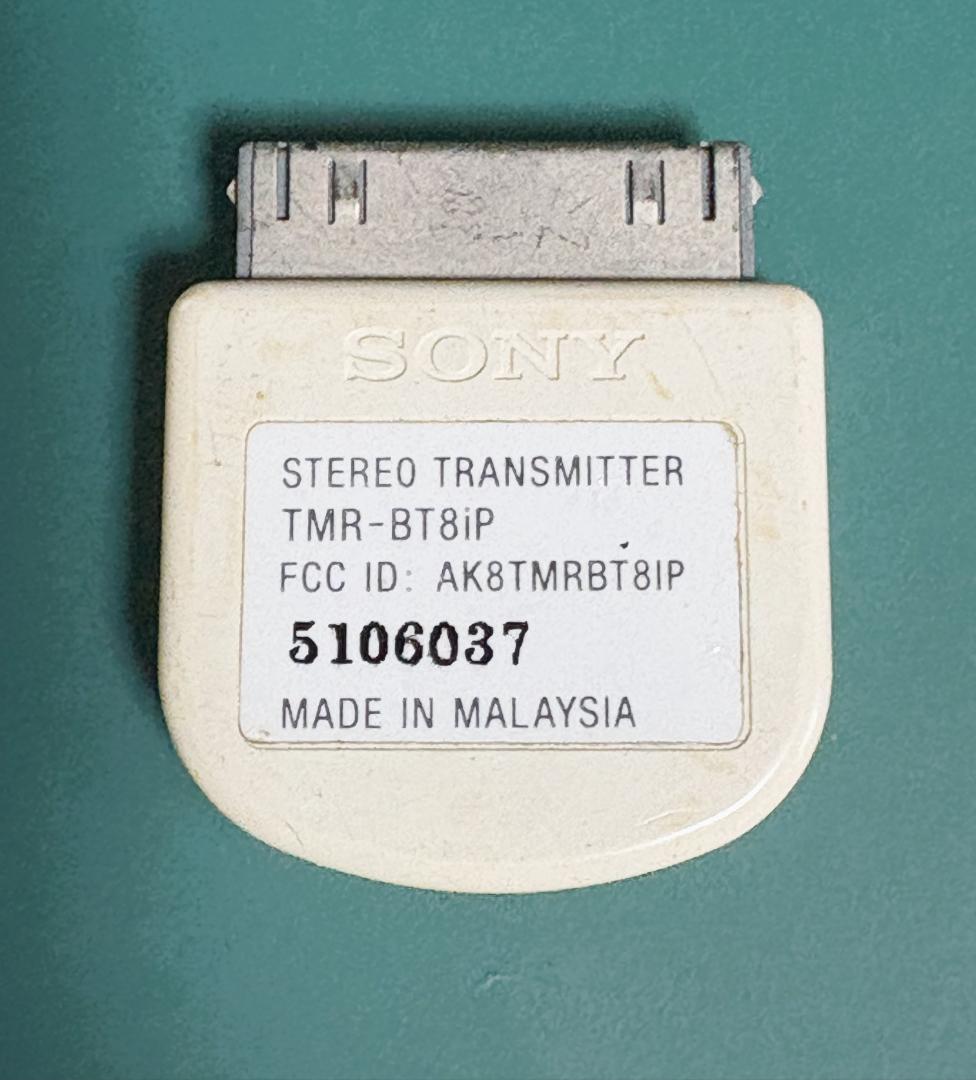 SONY
STEREO TRANSMITTER
TMR-BT8iP
FCC ID: AK8TMRBT8IP
5106037
MADE IN MALAYSIA